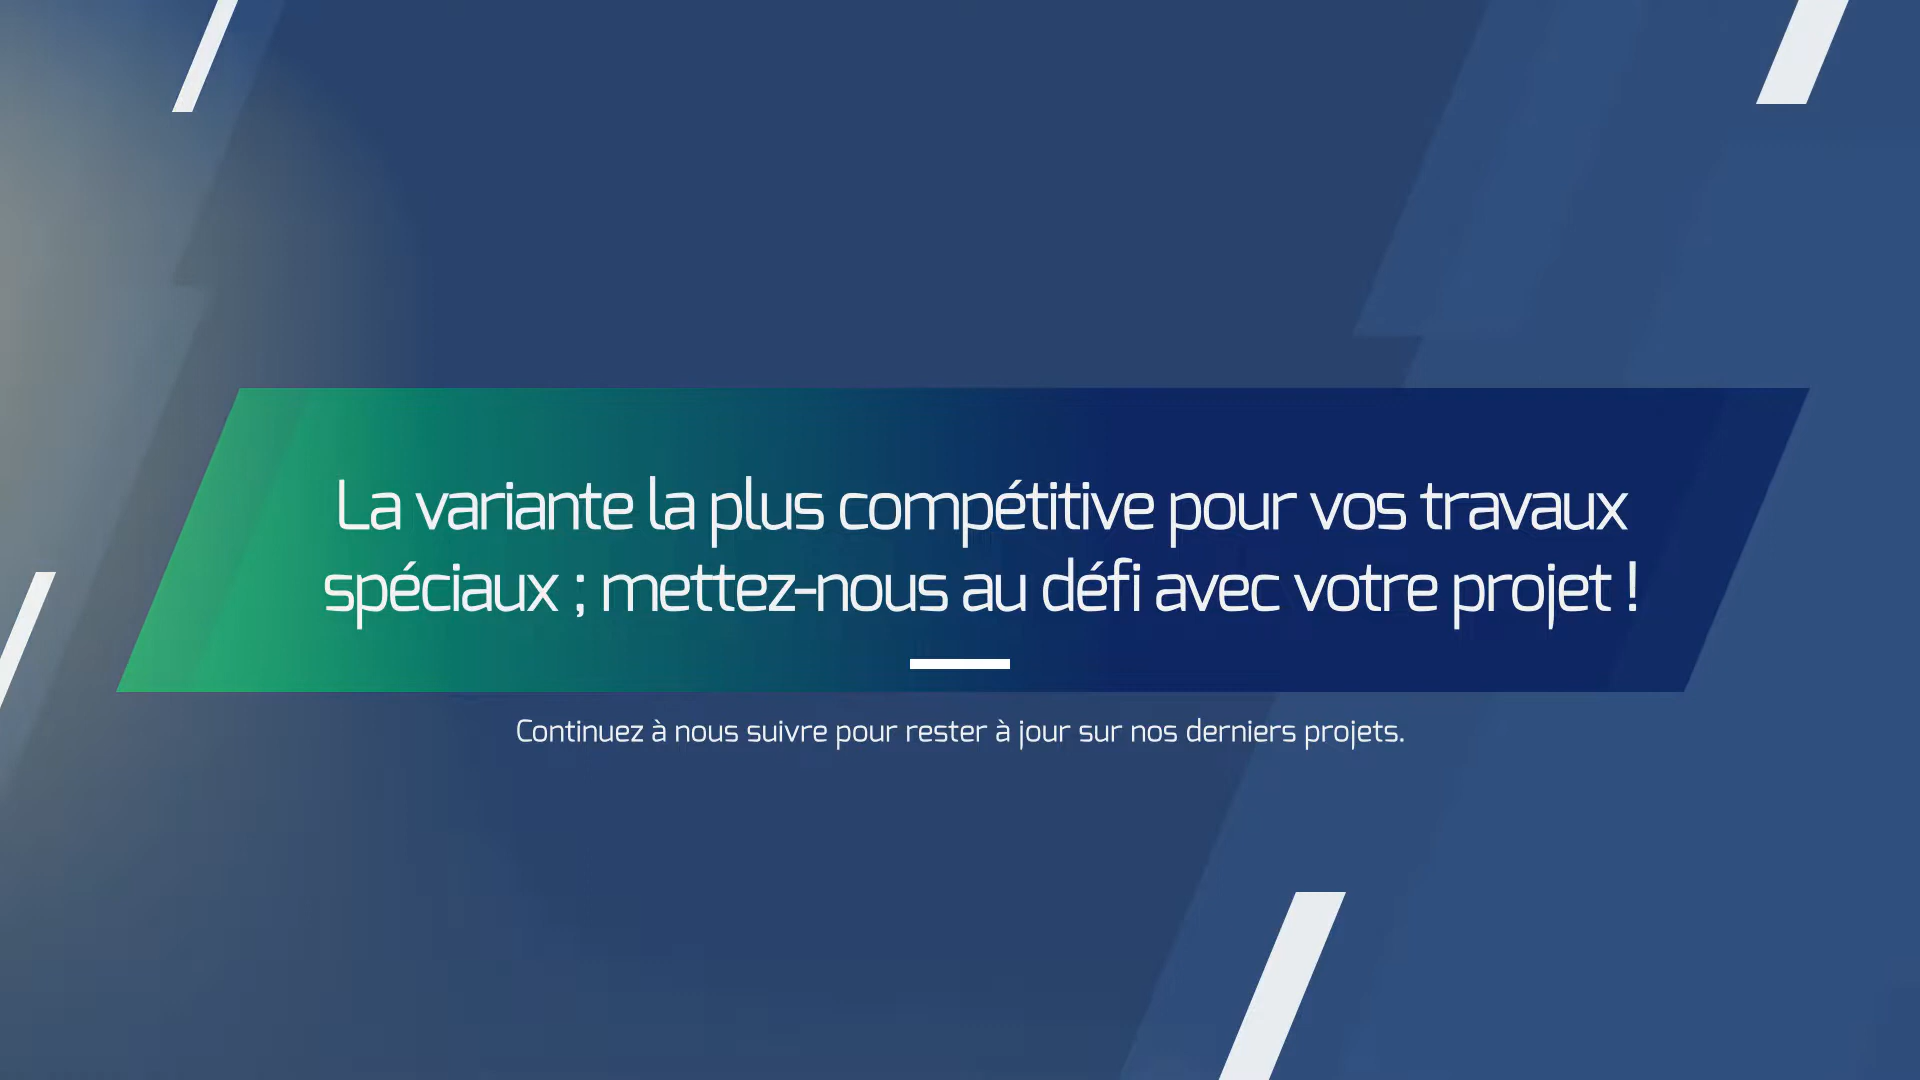 La variante la plus compétitive pour vos travaux
spéciaux ; mettez-nous au défi avec votre projet !
Continuez à nous suivre pour rester à jour sur nos derniers projets.